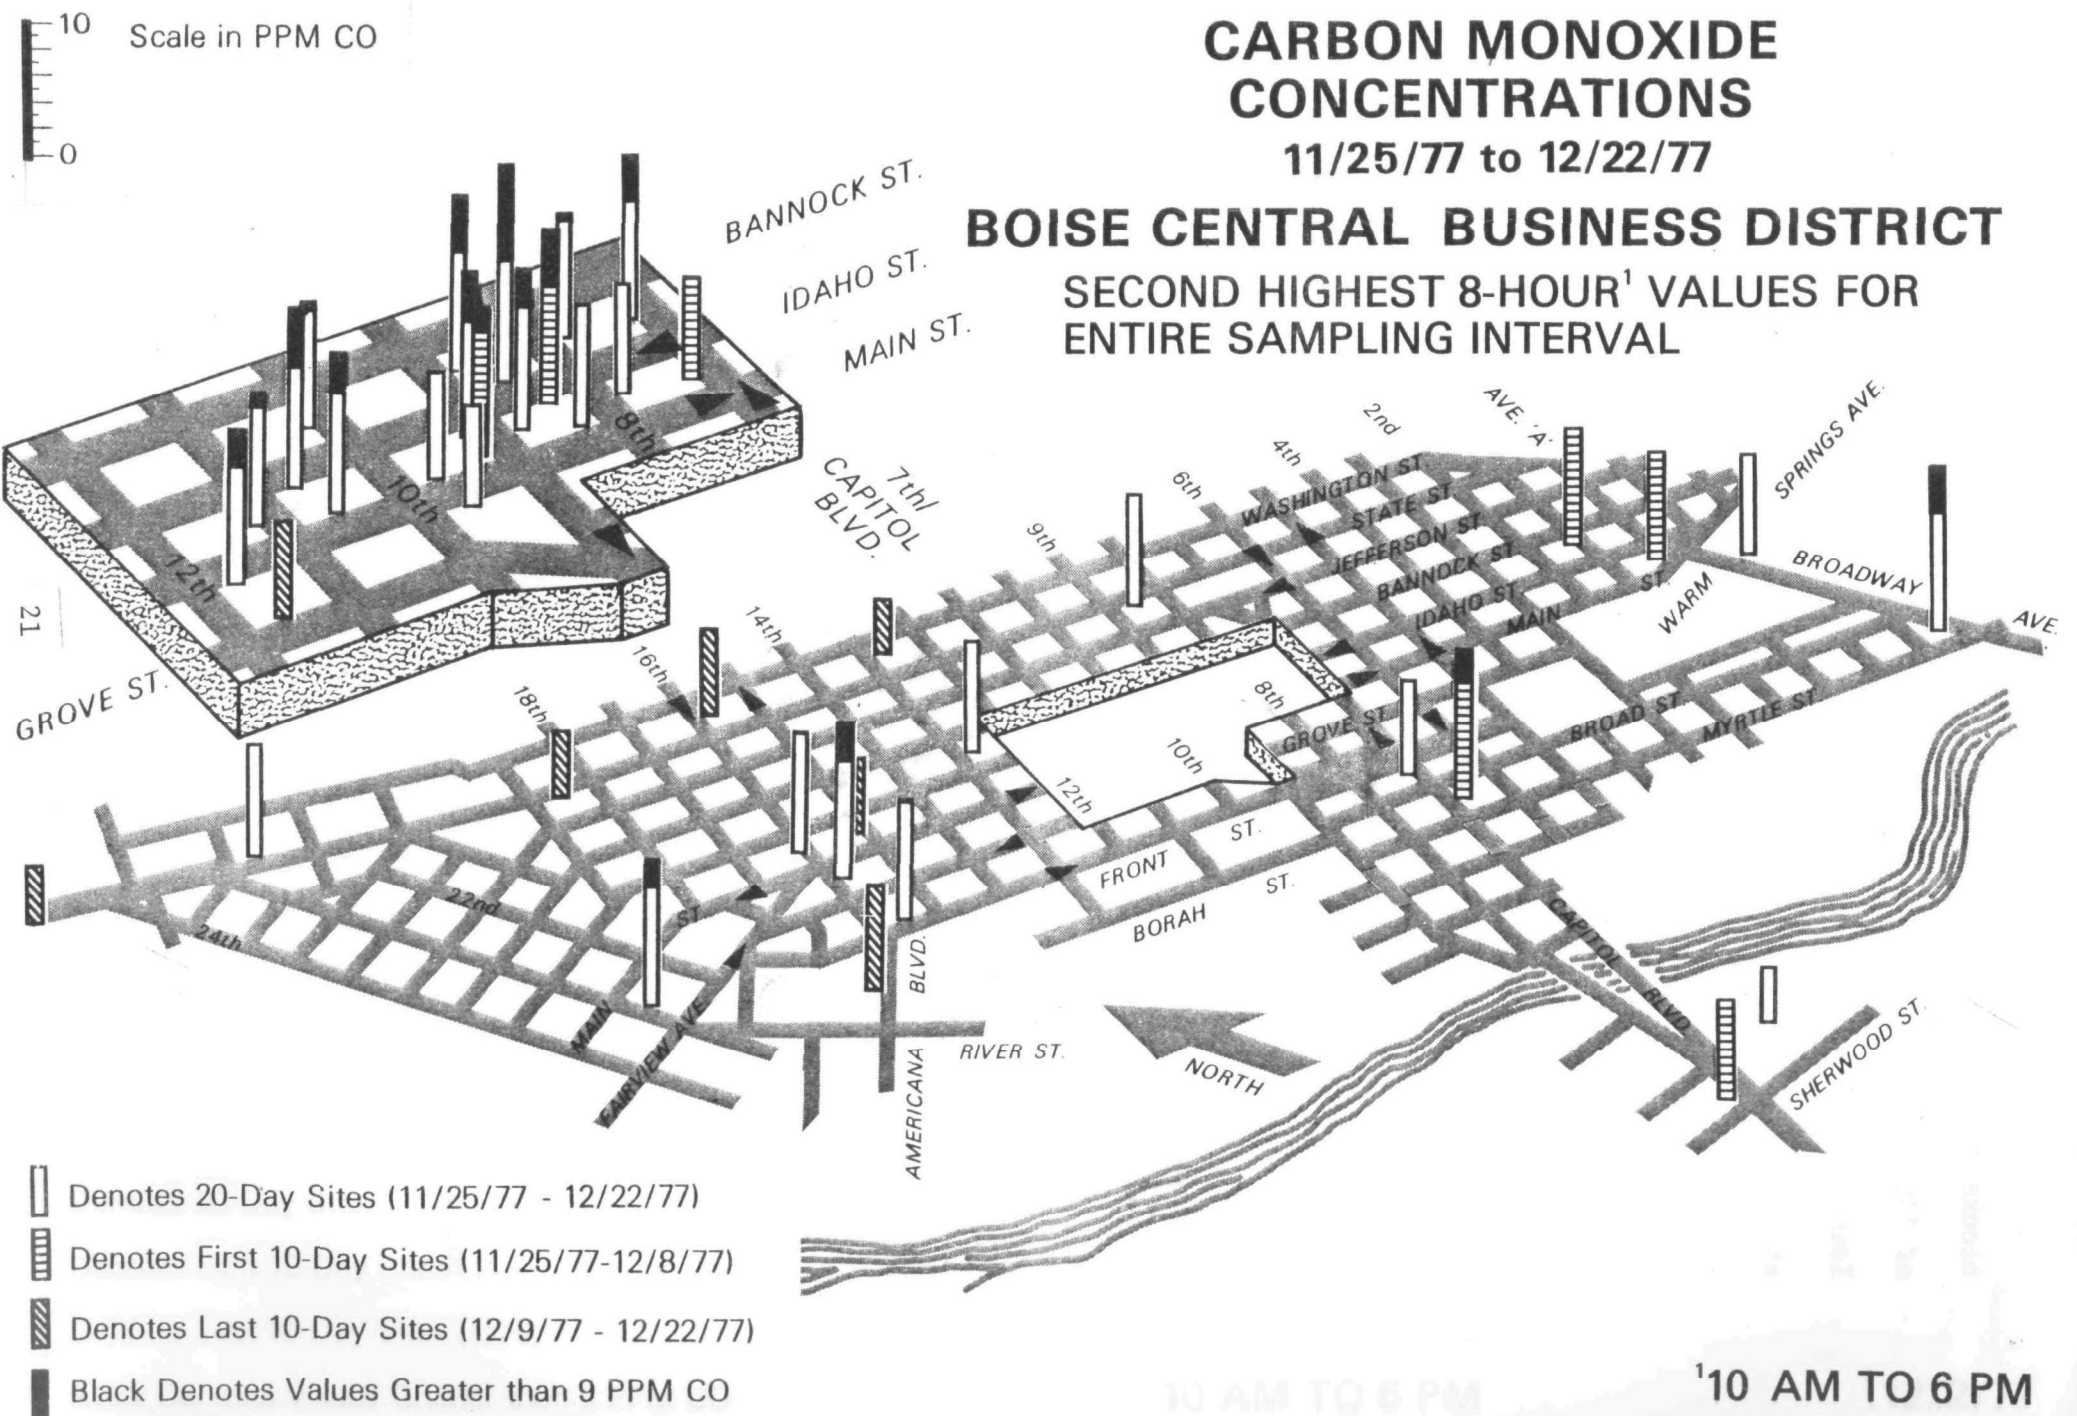 10
Scale in PPM CO
0
CARBON MONOXIDE
CONCENTRATIONS
11/25/77 to 12/22/77
BOISE CENTRAL BUSINESS DISTRICT
SECOND HIGHEST 8-HOUR¹ VALUES FOR
ENTIRE SAMPLING INTERVAL
BANNOCK ST.
IDAHO ST.
MAIN ST.
8th
10th
12th
7th/
CAPITOL
BLVD.
GROVE ST.
21
AVE. 'A'
2nd
4th
6th
9th
14th
16th
18th
22nd
24th
WASHINGTON ST.
STATE ST.
JEFFERSON ST.
BANNOCK ST.
IDAHO ST.
MAIN ST.
WARM
SPRINGS AVE.
BROADWAY AVE.
BROAD ST.
MYRTLE ST.
8th
GROVE ST.
10th
12th
FRONT ST.
BORAH ST.
MAIN ST.
FAIRVIEW AVE.
AMERICANA BLVD.
RIVER ST.
NORTH
CAPITOL BLVD.
SHERWOOD ST.
Denotes 20-Day Sites (11/25/77 - 12/22/77)
Denotes First 10-Day Sites (11/25/77-12/8/77)
Denotes Last 10-Day Sites (12/9/77 - 12/22/77)
Black Denotes Values Greater than 9 PPM CO
¹10 AM TO 6 PM